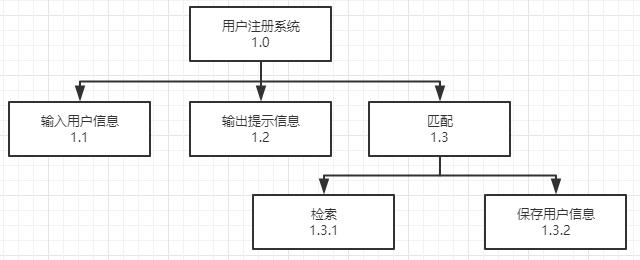 用户注册系统
1.0
输入用户信息
1.1
输出提示信息
1.2
匹配
1.3
检索
1.3.1
保存用户信息
1.3.2